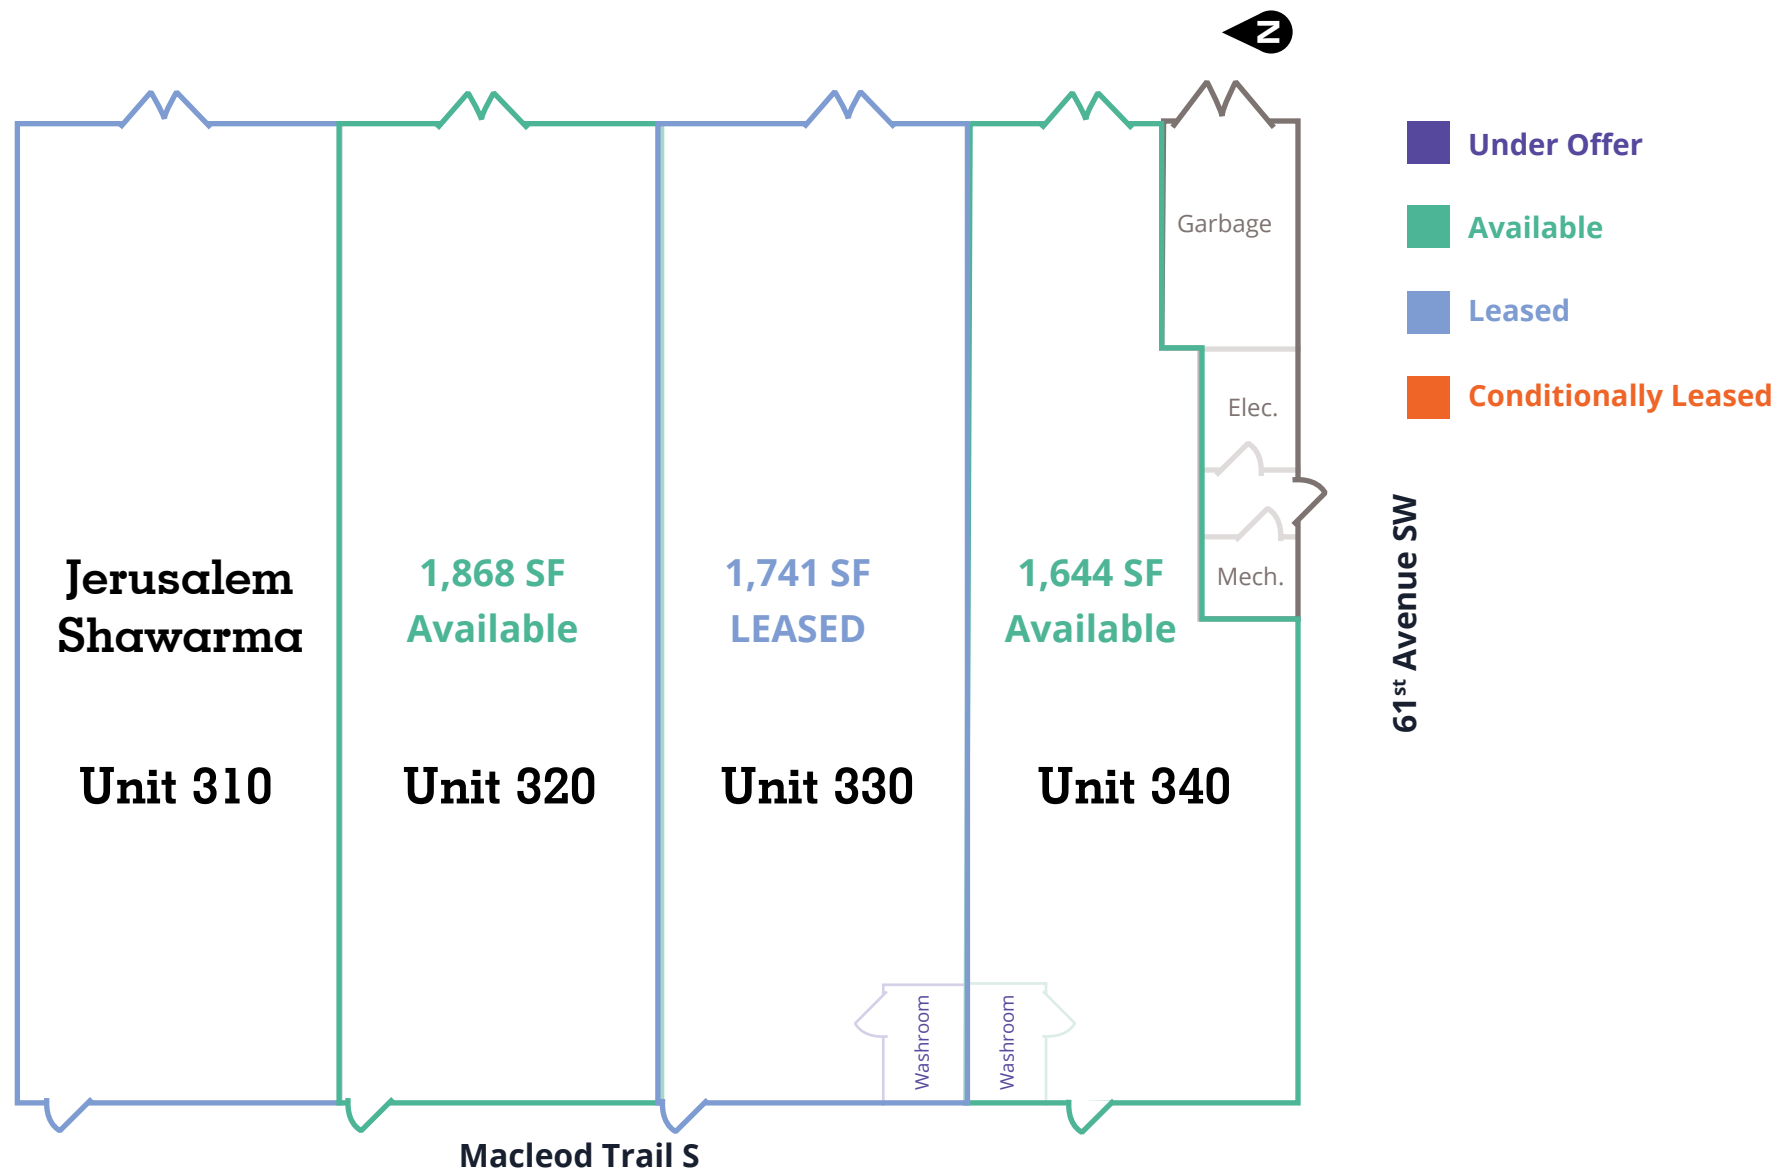 N
Under Offer
Available
Leased
Conditionally Leased
Garbage
Elec.
Mech.
61st Avenue SW
Jerusalem
Shawarma
Unit 310
1,868 SF
Available
Unit 320
1,741 SF
LEASED
Unit 330
1,644 SF
Available
Unit 340
Washroom
Washroom
Macleod Trail S